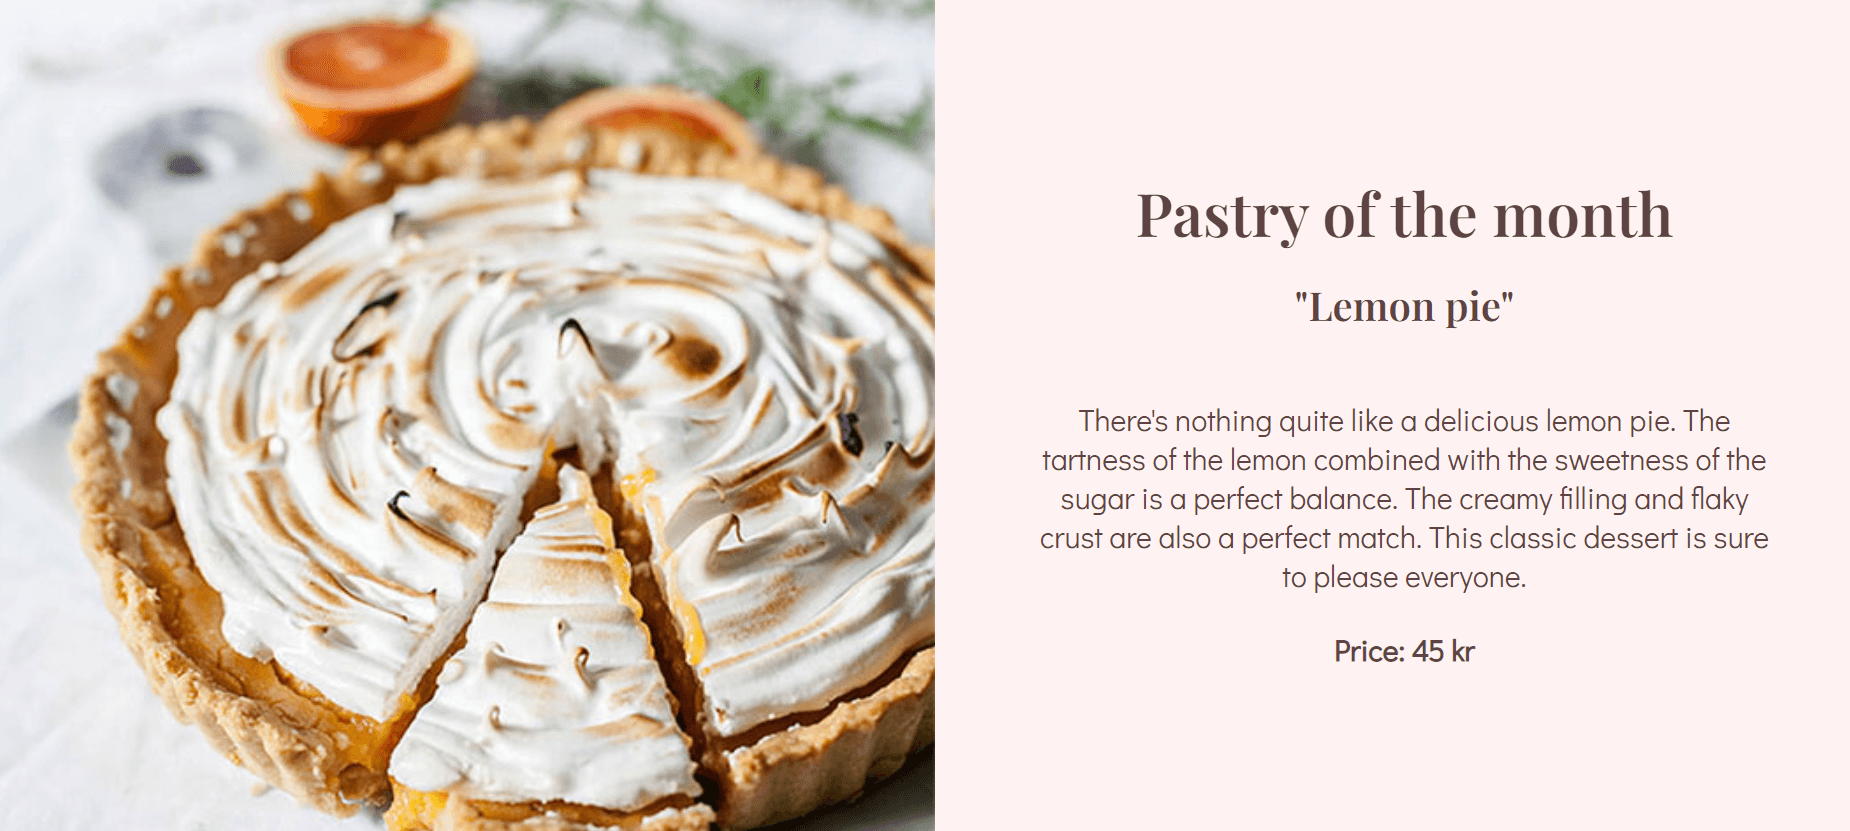 Pastry of the month
"Lemon pie"
There's nothing quite like a delicious lemon pie. The
tartness of the lemon combined with the sweetness of the
sugar is a perfect balance. The creamy filling and flaky
crust are also a perfect match. This classic dessert is sure
to please everyone.
Price: 45 kr